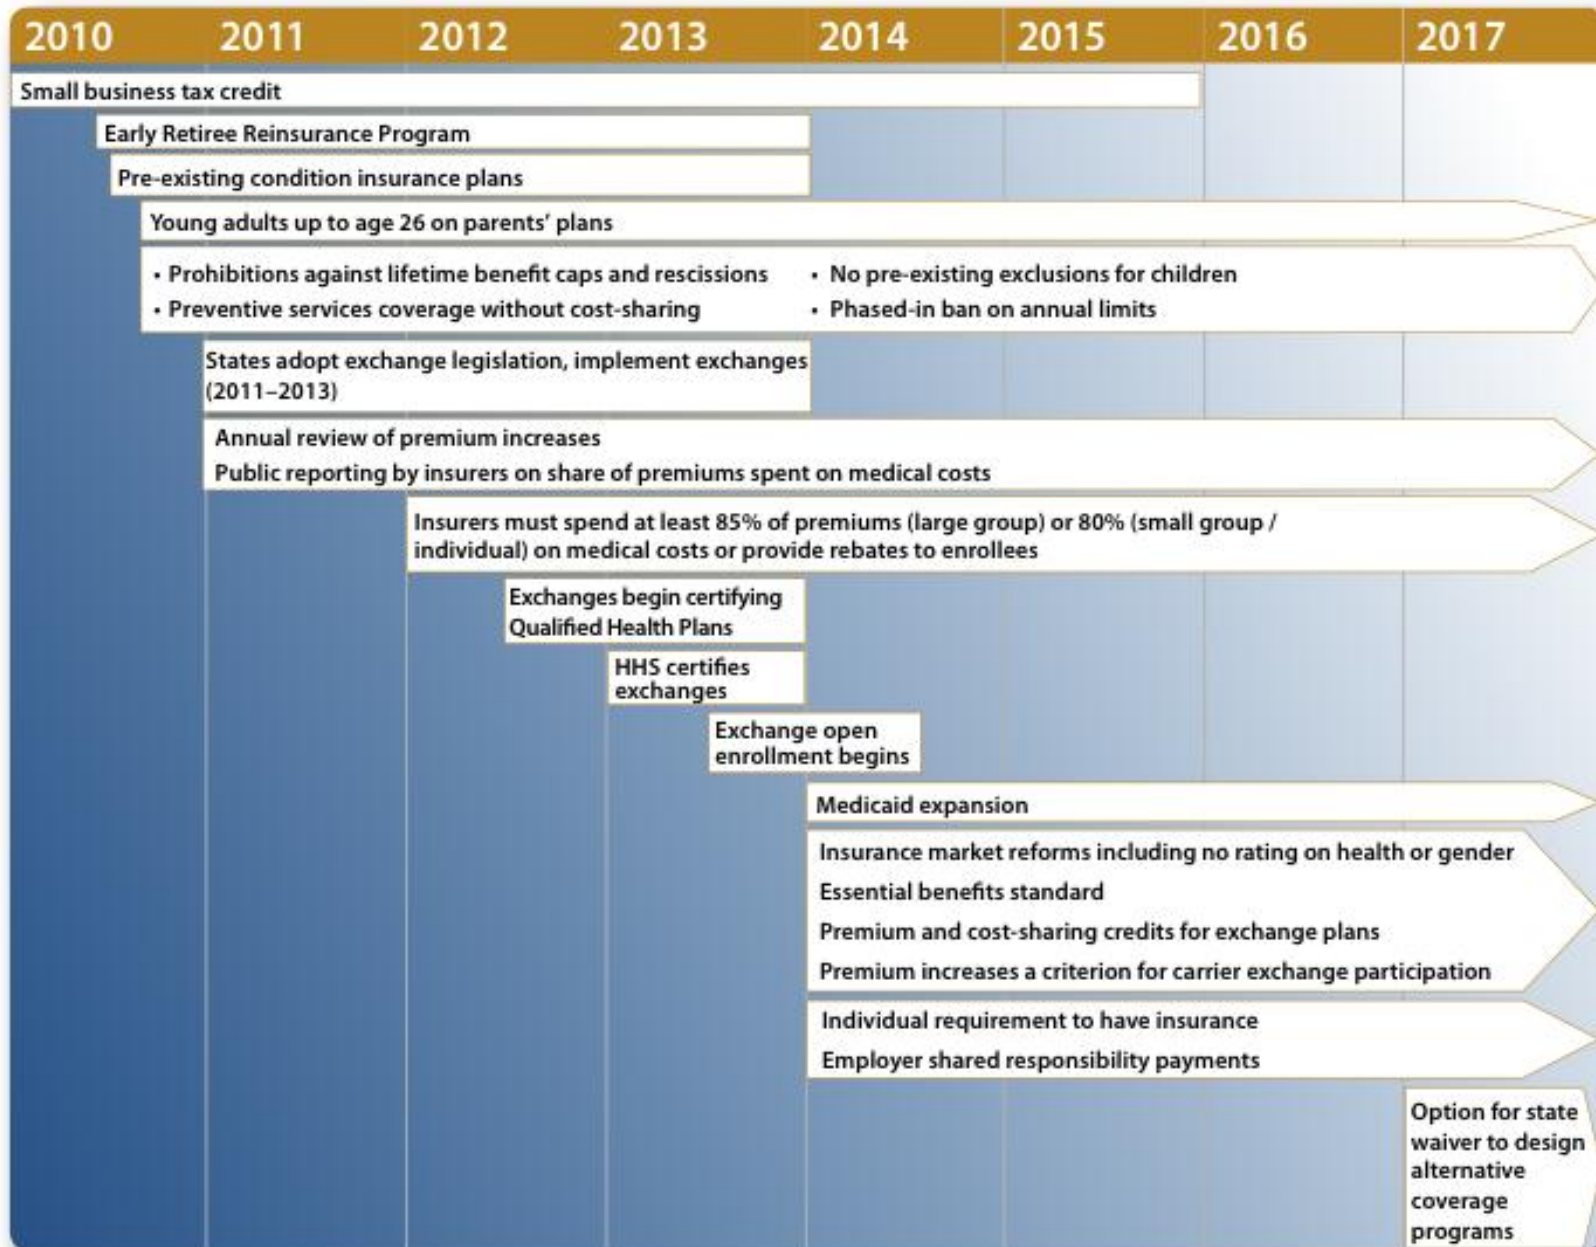 2010 2011 2012 2013 2014 2015 2016 2017
Small business tax credit
Early Retiree Reinsurance Program
Pre-existing condition insurance plans
Young adults up to age 26 on parents’ plans
• Prohibitions against lifetime benefit caps and rescissions
• Preventive services coverage without cost-sharing
• No pre-existing exclusions for children
• Phased-in ban on annual limits
States adopt exchange legislation, implement exchanges
(2011–2013)
Annual review of premium increases
Public reporting by insurers on share of premiums spent on medical costs
Insurers must spend at least 85% of premiums (large group) or 80% (small group /
individual) on medical costs or provide rebates to enrollees
Exchanges begin certifying
Qualified Health Plans
HHS certifies
exchanges
Exchange open
enrollment begins
Medicaid expansion
Insurance market reforms including no rating on health or gender
Essential benefits standard
Premium and cost-sharing credits for exchange plans
Premium increases a criterion for carrier exchange participation
Individual requirement to have insurance
Employer shared responsibility payments
Option for state
waiver to design
alternative
coverage
programs